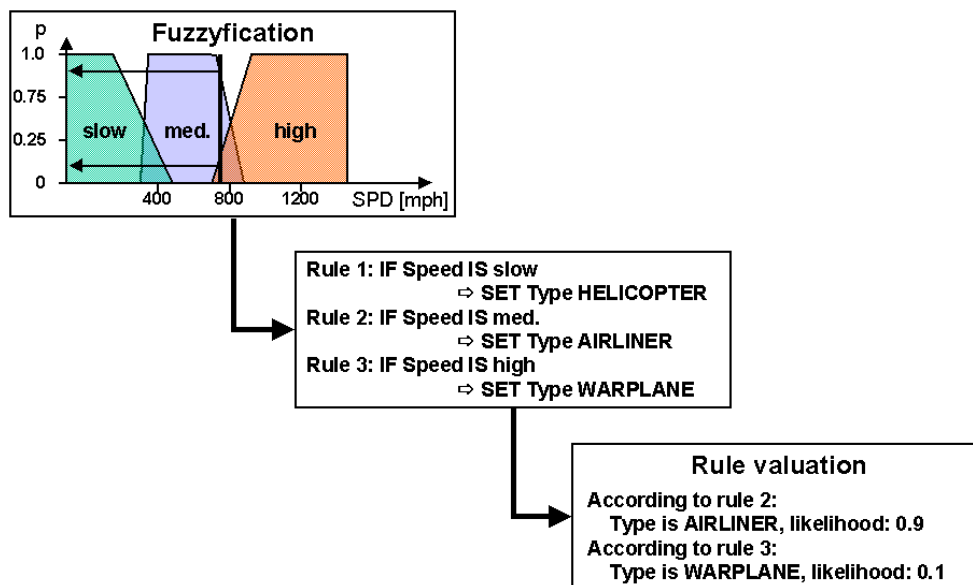 Fuzzyfication
p
1.0
0.75
0.25
0
slow
med.
high
400
800
1200
SPD [mph]
Rule 1: IF Speed IS slow
⇨ SET Type HELICOPTER
Rule 2: IF Speed IS med.
⇨ SET Type AIRLINER
Rule 3: IF Speed IS high
⇨ SET Type WARPLANE
Rule valuation
According to rule 2:
Type is AIRLINER, likelihood: 0.9
According to rule 3:
Type is WARPLANE, likelihood: 0.1